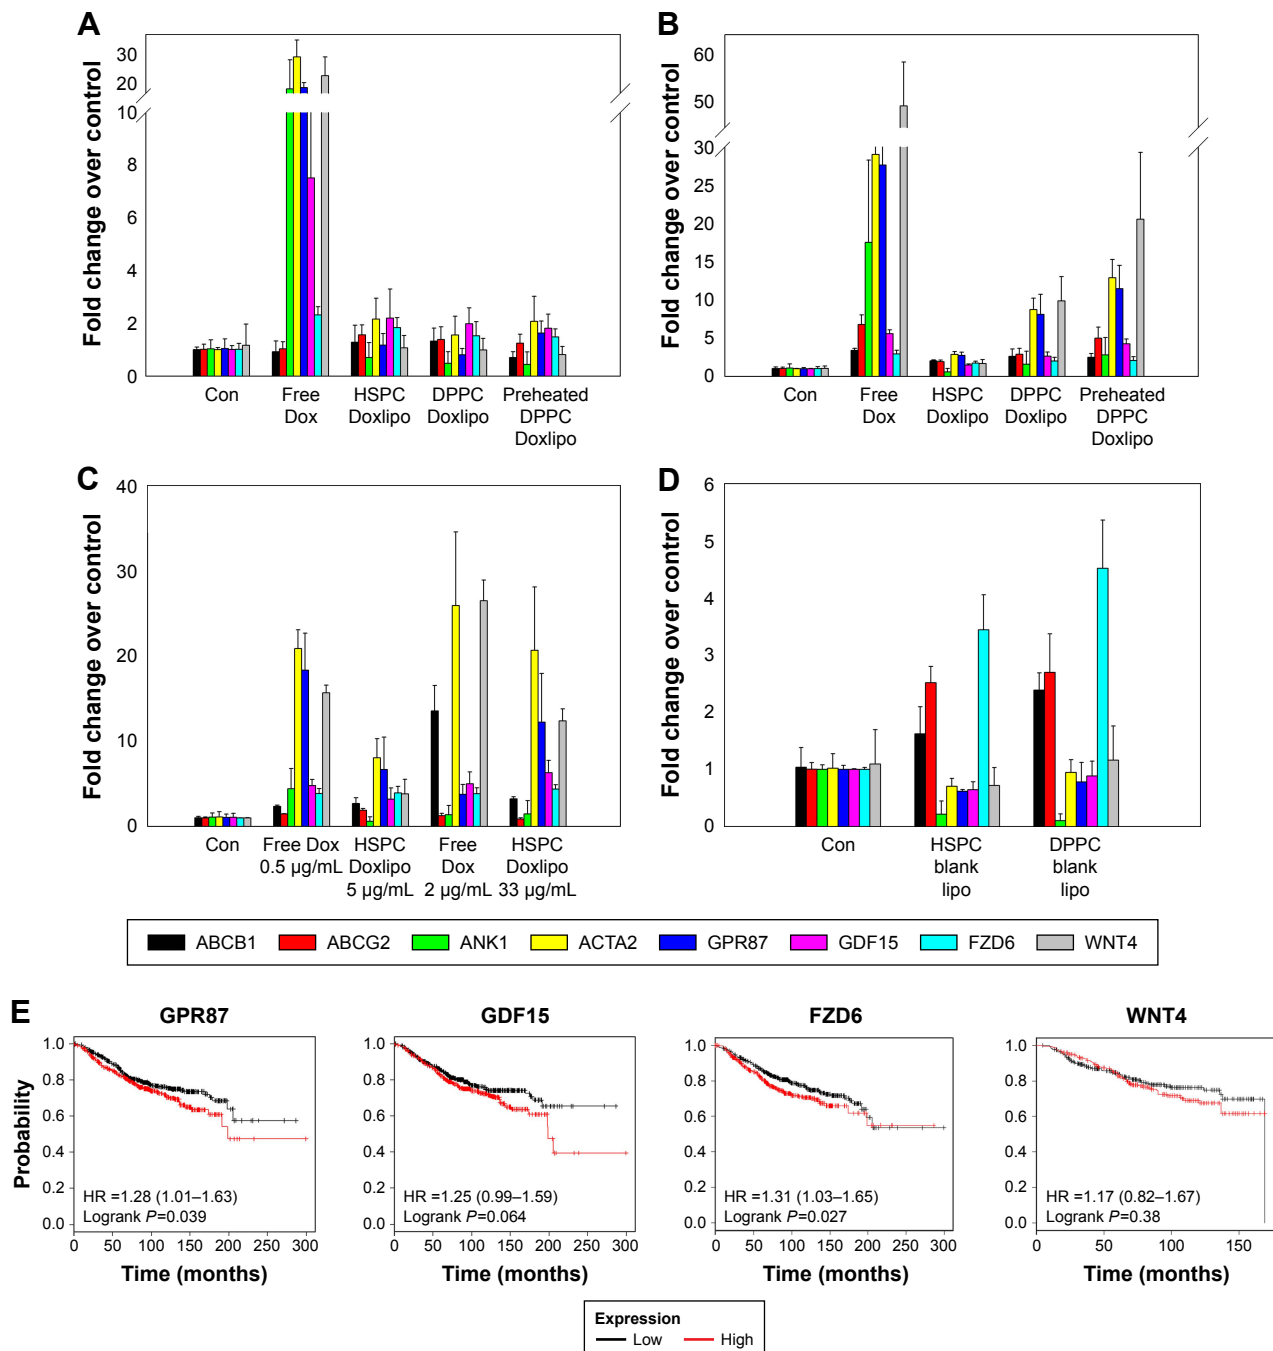 A
Fold change over control
30
20
10
8
6
4
2
0
Con
Free
Dox
HSPC
Doxlipo
DPPC
Doxlipo
Preheated
DPPC
Doxlipo
B
Fold change over control
60
50
30
25
20
15
10
5
0
Con
Free
Dox
HSPC
Doxlipo
DPPC
Doxlipo
Preheated
DPPC
Doxlipo
C
Fold change over control
40
30
20
10
0
Con
Free Dox
0.5 µg/mL
HSPC
Doxlipo
5 µg/mL
Free
Dox
2 µg/mL
HSPC
Doxlipo
33 µg/mL
D
Fold change over control
6
5
4
3
2
1
0
Con
HSPC
blank
lipo
DPPC
blank
lipo
ABCB1 ABCG2 ANK1 ACTA2 GPR87 GDF15 FZD6 WNT4
E
GPR87
Probability
1.0
0.8
0.6
0.4
0.2
0.0
HR =1.28 (1.01–1.63)
Logrank P=0.039
0 50 100 150 200 250 300
Time (months)
GDF15
1.0
0.8
0.6
0.4
0.2
0.0
HR =1.25 (0.99–1.59)
Logrank P=0.064
0 50 100 150 200 250 300
Time (months)
FZD6
1.0
0.8
0.6
0.4
0.2
0.0
HR =1.31 (1.03–1.65)
Logrank P=0.027
0 50 100 150 200 250 300
Time (months)
WNT4
1.0
0.8
0.6
0.4
0.2
0.0
HR =1.17 (0.82–1.67)
Logrank P=0.38
0 50 100 150
Time (months)
Expression
Low High